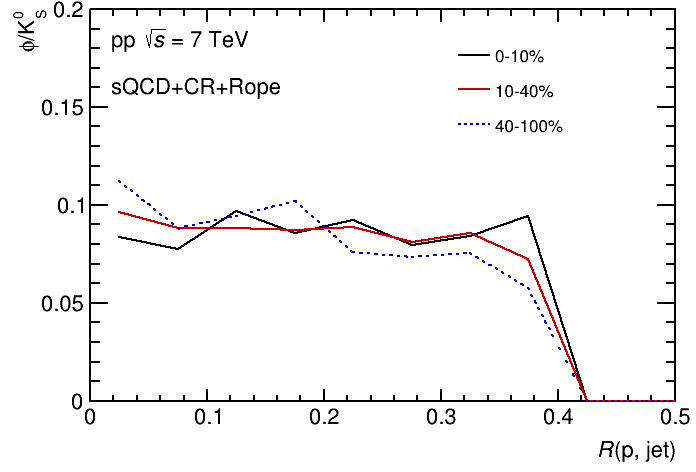 ϕ/K⁰ₛ
0.2
0.15
0.1
0.05
0
pp √s = 7 TeV
sQCD+CR+Rope
0-10%
10-40%
40-100%
0 0.1 0.2 0.3 0.4 0.5
R(p, jet)